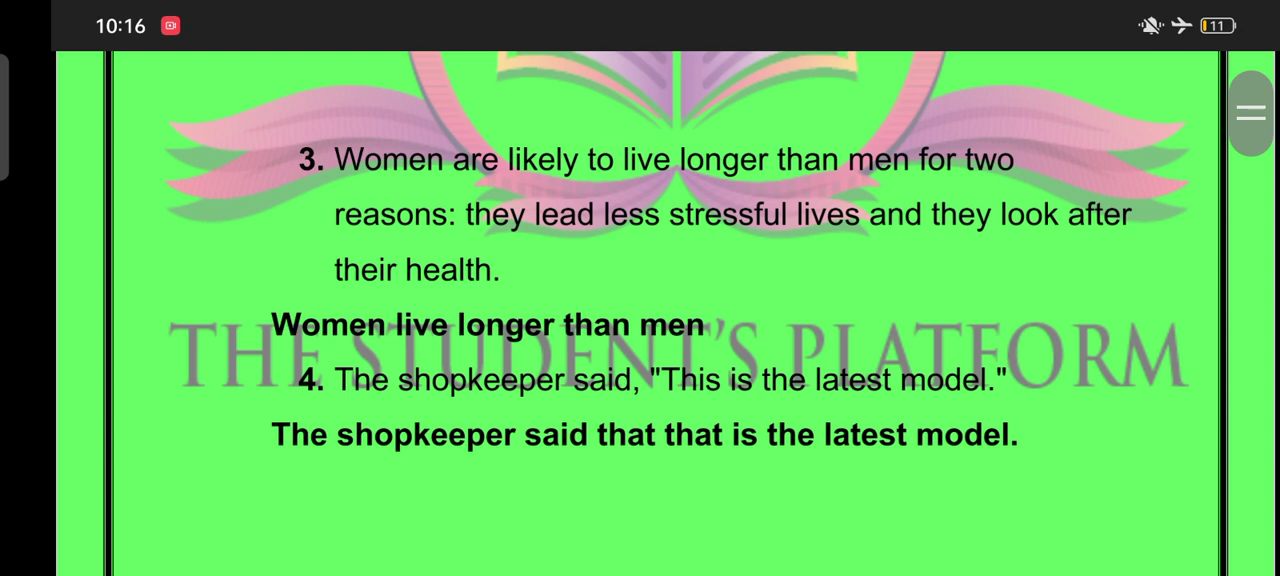 10:16
11
3. Women are likely to live longer than men for two
reasons: they lead less stressful lives and they look after
their health.
Women live longer than men
THE STUDENT'S PLATFORM
4. The shopkeeper said, "This is the latest model."
The shopkeeper said that that is the latest model.